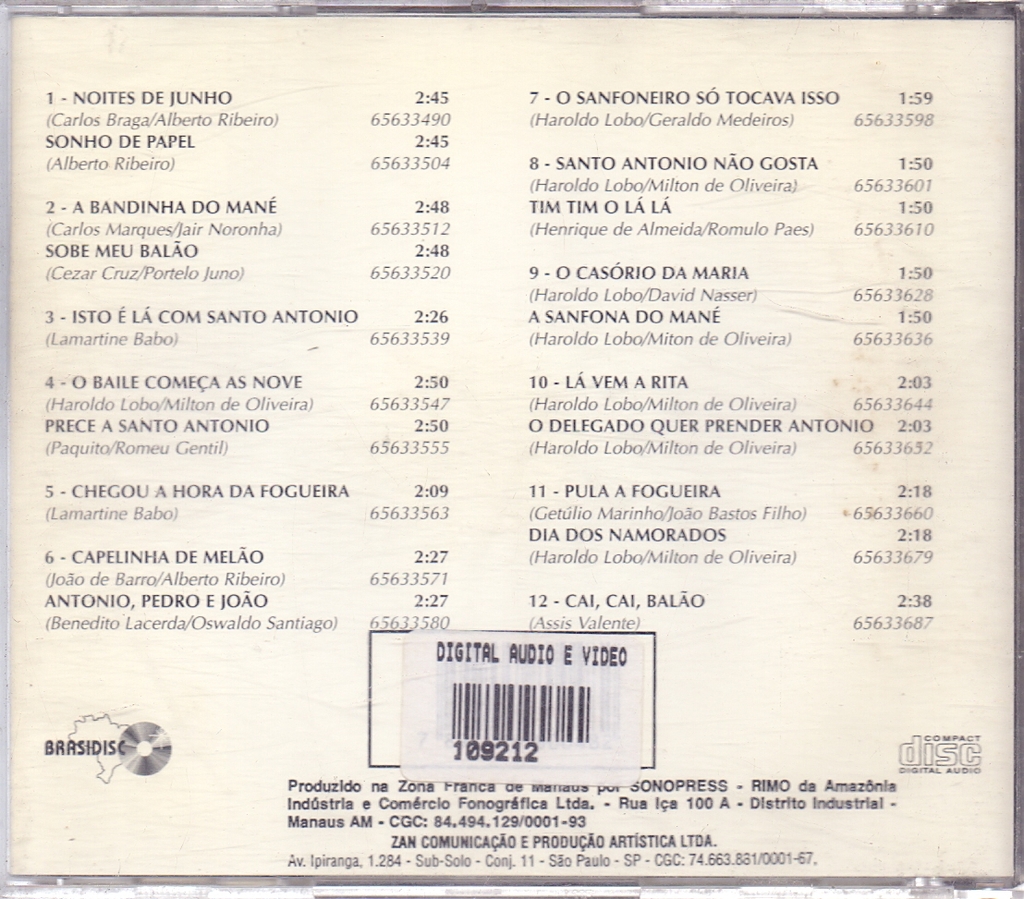 1 - NOITES DE JUNHO 2:45
(Carlos Braga/Alberto Ribeiro) 65633490
SONHO DE PAPEL 2:45
(Alberto Ribeiro) 65633504
2 - A BANDINHA DO MANÉ 2:48
(Carlos Marques/Jair Noronha) 65633512
SOBE MEU BALÃO 2:48
(Cezar Cruz/Portelo Juno) 65633520
3 - ISTO É LÁ COM SANTO ANTONIO 2:26
(Lamartine Babo) 65633539
4 - O BAILE COMEÇA AS NOVE 2:50
(Haroldo Lobo/Milton de Oliveira) 65633547
PRECE A SANTO ANTONIO 2:50
(Paquito/Romeu Gentil) 65633555
5 - CHEGOU A HORA DA FOGUEIRA 2:09
(Lamartine Babo) 65633563
6 - CAPELINHA DE MELÃO 2:27
(João de Barro/Alberto Ribeiro) 65633571
ANTONIO, PEDRO E JOÃO 2:27
(Benedito Lacerda/Oswaldo Santiago) 65633580
7 - O SANFONEIRO SÓ TOCAVA ISSO 1:59
(Haroldo Lobo/Geraldo Medeiros) 65633598
8 - SANTO ANTONIO NÃO GOSTA 1:50
(Haroldo Lobo/Milton de Oliveira) 65633601
TIM TIM O LÁ LÁ 1:50
(Henrique de Almeida/Romulo Paes) 65633610
9 - O CASÓRIO DA MARIA 1:50
(Haroldo Lobo/David Nasser) 65633628
A SANFONA DO MANÉ 1:50
(Haroldo Lobo/Miton de Oliveira) 65633636
10 - LÁ VEM A RITA 2:03
(Haroldo Lobo/Milton de Oliveira) 65633644
O DELEGADO QUER PRENDER ANTONIO 2:03
(Haroldo Lobo/Milton de Oliveira) 65633652
11 - PULA A FOGUEIRA 2:18
(Getúlio Marinho/João Bastos Filho) 65633660
DIA DOS NAMORADOS 2:18
(Haroldo Lobo/Milton de Oliveira) 65633679
12 - CAI, CAI, BALÃO 2:38
(Assis Valente) 65633687
DIGITAL AUDIO E VIDEO
109212
BRASIDISC
COMPACT
disc
DIGITAL AUDIO
Produzido na Zona Franca de Manaus por SONOPRESS - RIMO da Amazônia
Indústria e Comércio Fonográfica Ltda. - Rua Iça 100 A - Distrito Industrial -
Manaus AM - CGC: 84.494.129/0001-93
ZAN COMUNICAÇÃO E PRODUÇÃO ARTÍSTICA LTDA.
Av. Ipiranga, 1.284 - Sub-Solo - Conj. 11 - São Paulo - SP - CGC: 74.663.831/0001-67.